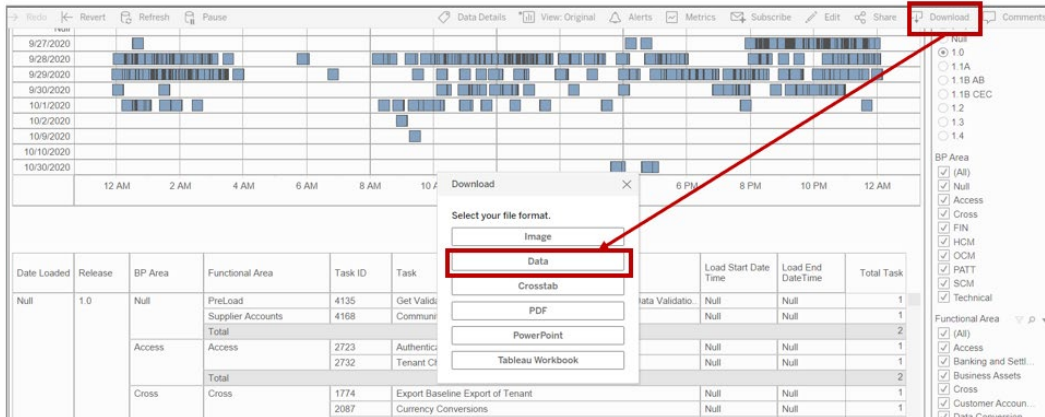 Redo Revert Refresh Pause Data Details View: Original Alerts Metrics Subscribe Edit Share Download Comments
Null
9/27/2020
9/28/2020
9/29/2020
9/30/2020
10/1/2020
10/2/2020
10/9/2020
10/10/2020
10/30/2020
12 AM 2 AM 4 AM 6 AM 8 AM 10 A 6 PM 8 PM 10 PM 12 AM
Download
Select your file format.
Image
Data
Crosstab
PDF
PowerPoint
Tableau Workbook
Null
1.0
1.1A
1.1B AB
1.1B CEC
1.2
1.3
1.4
BP Area
(All)
Null
Access
Cross
FIN
HCM
OCM
PATT
SCM
Technical
Functional Area
(All)
Access
Banking and Settl...
Business Assets
Cross
Customer Accoun...
Data Conversion
Date Loaded Release BP Area Functional Area Task ID Task Load Start Date Time Load End DateTime Total Task
Null 1.0 Null PreLoad 4135 Get Valida ata Validatio.. Null Null 1
Supplier Accounts 4168 Communi Null Null 1
Total 2
Access Access 2723 Authentica Null Null 1
2732 Tenant Ch Null Null 1
Total 2
Cross Cross 1774 Export Baseline Export of Tenant Null Null 1
2087 Currency Conversions Null Null 1